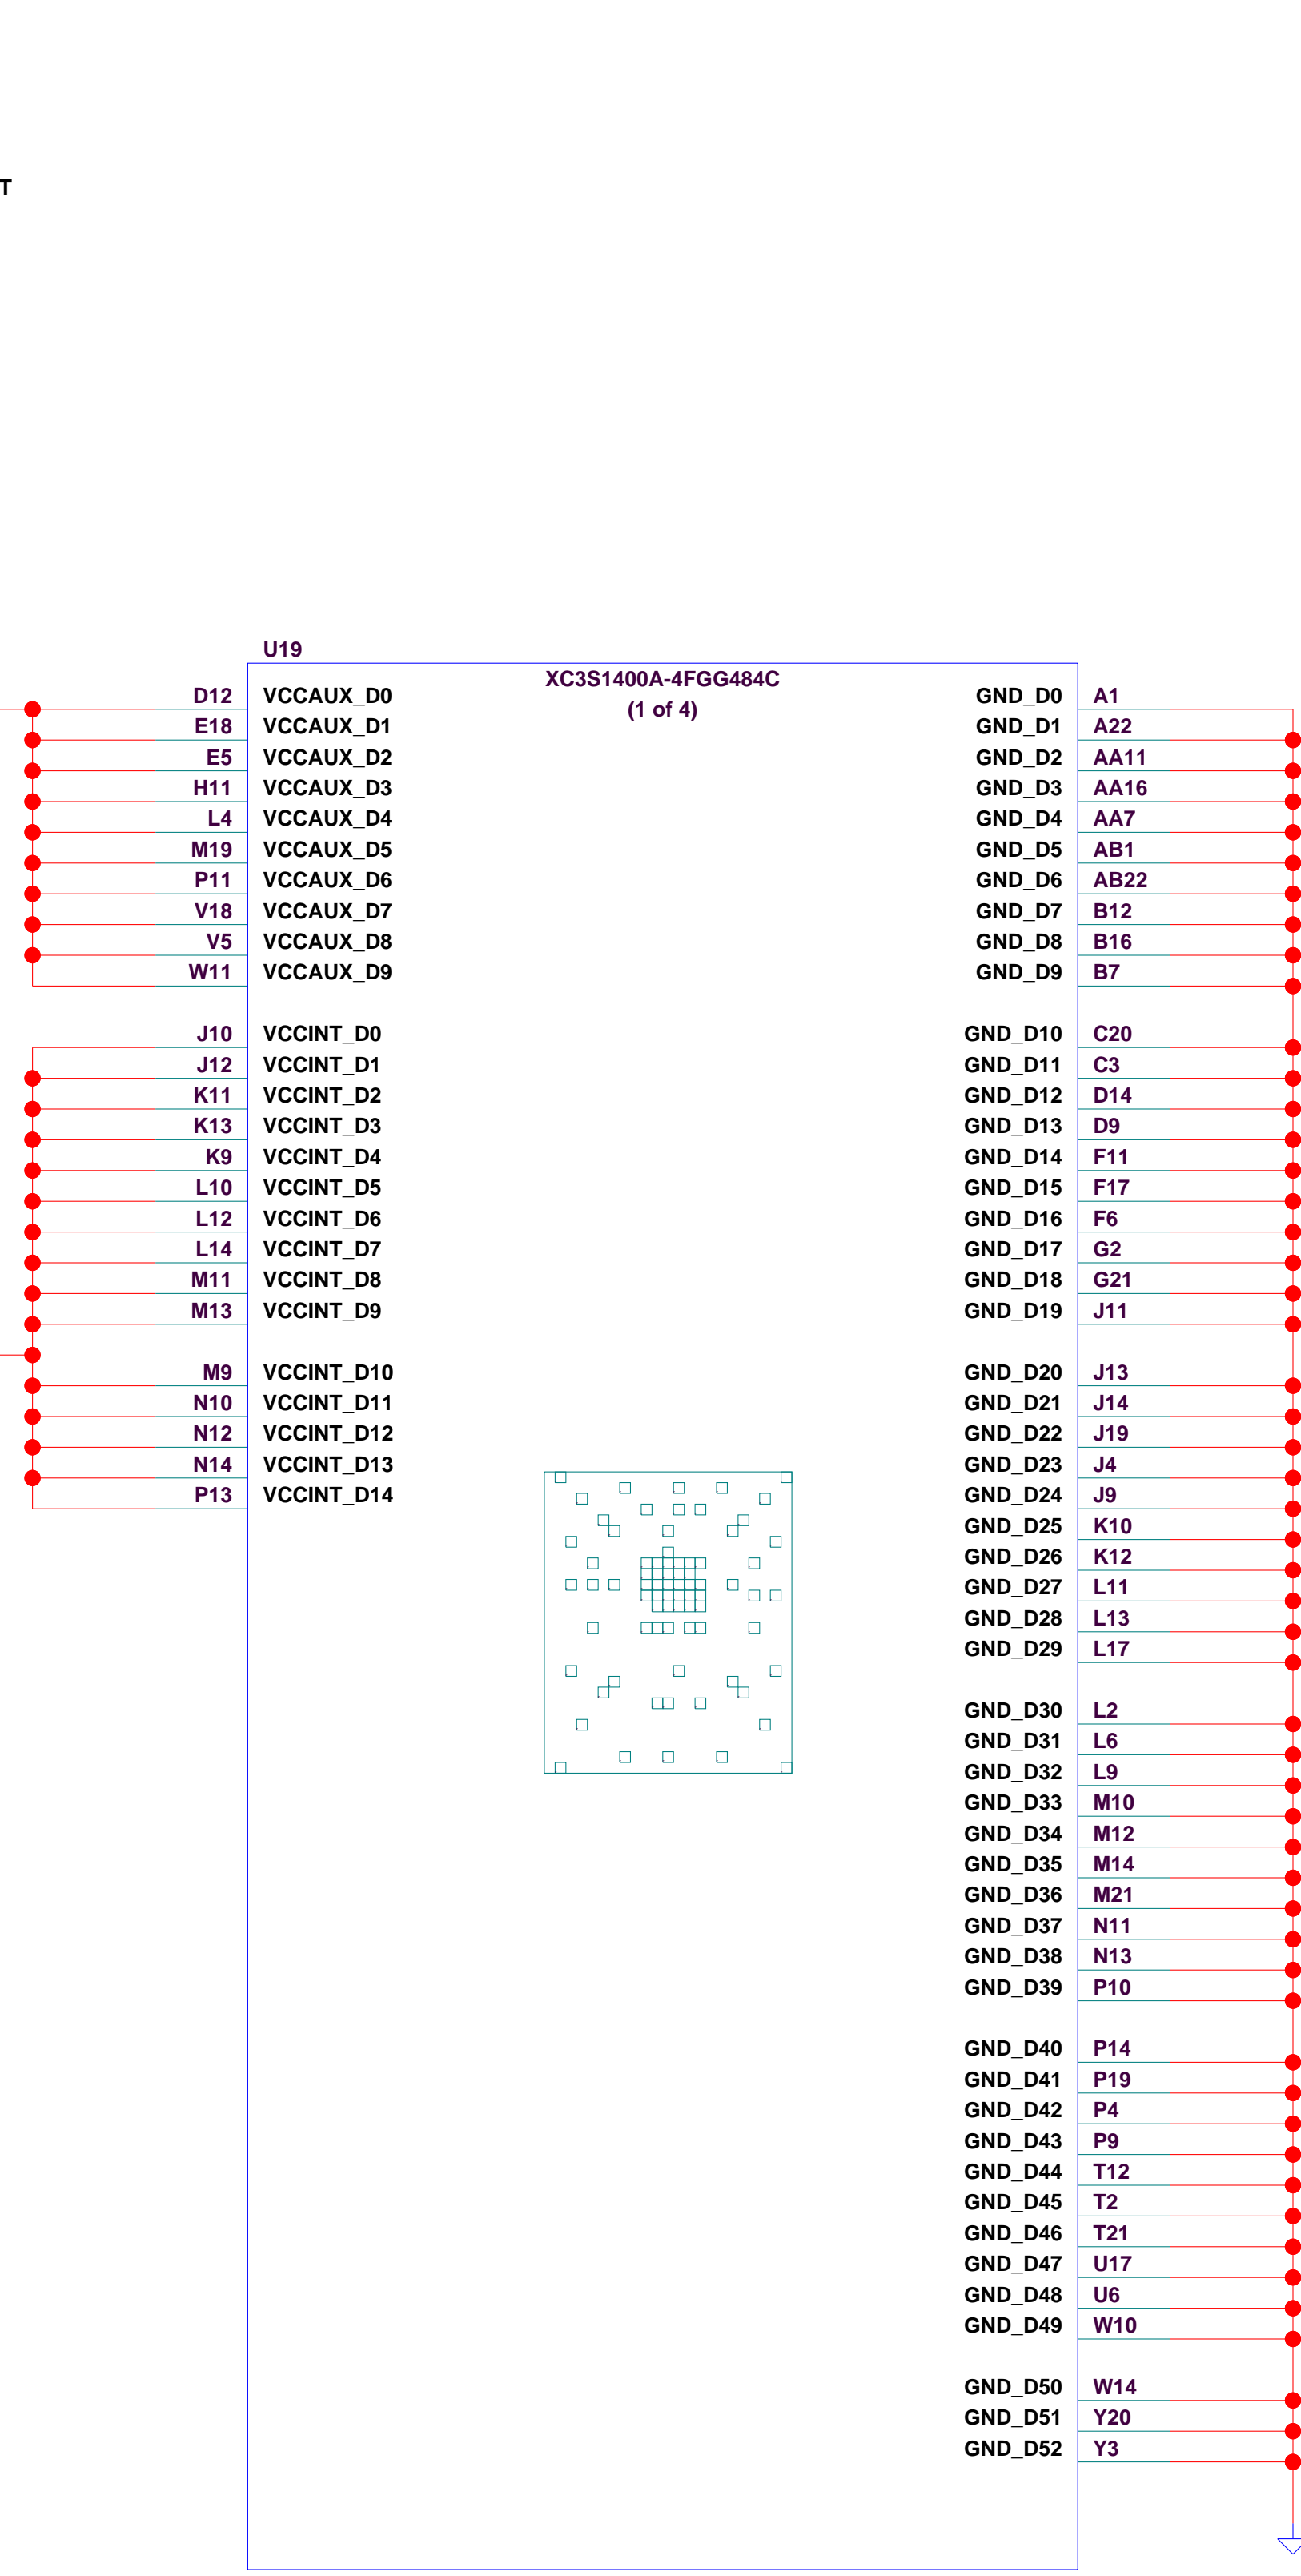 T
U19
XC3S1400A-4FGG484C
(1 of 4)
D12 VCCAUX_D0 GND_D0 A1
E18 VCCAUX_D1 GND_D1 A22
E5 VCCAUX_D2 GND_D2 AA11
H11 VCCAUX_D3 GND_D3 AA16
L4 VCCAUX_D4 GND_D4 AA7
M19 VCCAUX_D5 GND_D5 AB1
P11 VCCAUX_D6 GND_D6 AB22
V18 VCCAUX_D7 GND_D7 B12
V5 VCCAUX_D8 GND_D8 B16
W11 VCCAUX_D9 GND_D9 B7
J10 VCCINT_D0 GND_D10 C20
J12 VCCINT_D1 GND_D11 C3
K11 VCCINT_D2 GND_D12 D14
K13 VCCINT_D3 GND_D13 D9
K9 VCCINT_D4 GND_D14 F11
L10 VCCINT_D5 GND_D15 F17
L12 VCCINT_D6 GND_D16 F6
L14 VCCINT_D7 GND_D17 G2
M11 VCCINT_D8 GND_D18 G21
M13 VCCINT_D9 GND_D19 J11
M9 VCCINT_D10 GND_D20 J13
N10 VCCINT_D11 GND_D21 J14
N12 VCCINT_D12 GND_D22 J19
N14 VCCINT_D13 GND_D23 J4
P13 VCCINT_D14 GND_D24 J9
GND_D25 K10
GND_D26 K12
GND_D27 L11
GND_D28 L13
GND_D29 L17
GND_D30 L2
GND_D31 L6
GND_D32 L9
GND_D33 M10
GND_D34 M12
GND_D35 M14
GND_D36 M21
GND_D37 N11
GND_D38 N13
GND_D39 P10
GND_D40 P14
GND_D41 P19
GND_D42 P4
GND_D43 P9
GND_D44 T12
GND_D45 T2
GND_D46 T21
GND_D47 U17
GND_D48 U6
GND_D49 W10
GND_D50 W14
GND_D51 Y20
GND_D52 Y3